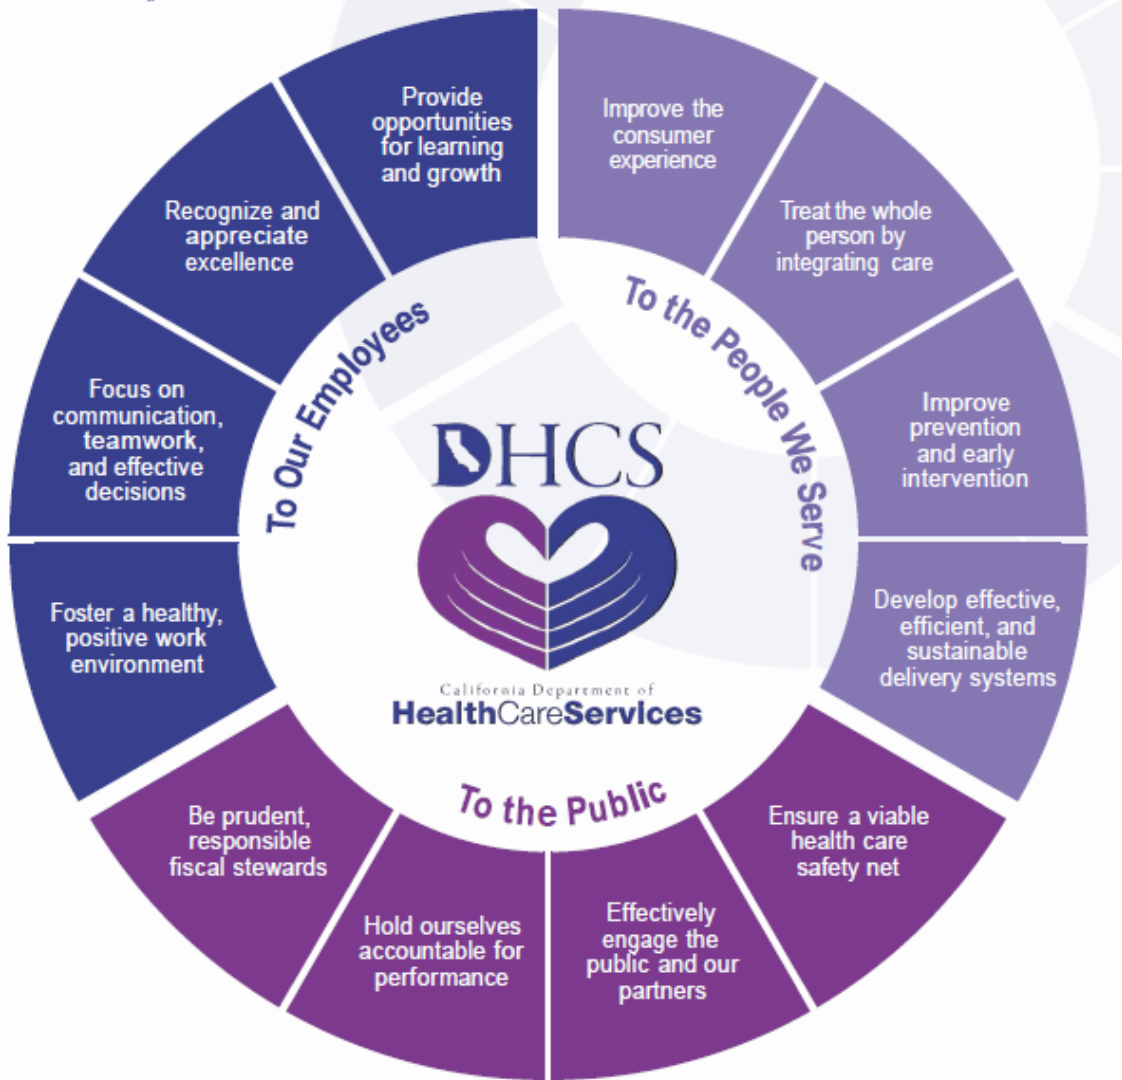 Provide
opportunities
for learning
and growth
Improve the
consumer
experience
Recognize and
appreciate
excellence
Treat the whole
person by
integrating care
Focus on
communication,
teamwork,
and effective
decisions
Improve
prevention
and early
intervention
Foster a healthy,
positive work
environment
Develop effective,
efficient, and
sustainable
delivery systems
Be prudent,
responsible
fiscal stewards
Ensure a viable
health care
safety net
Hold ourselves
accountable for
performance
Effectively
engage the
public and our
partners
To Our Employees
To the People We Serve
To the Public
DHCS
California Department of
HealthCareServices